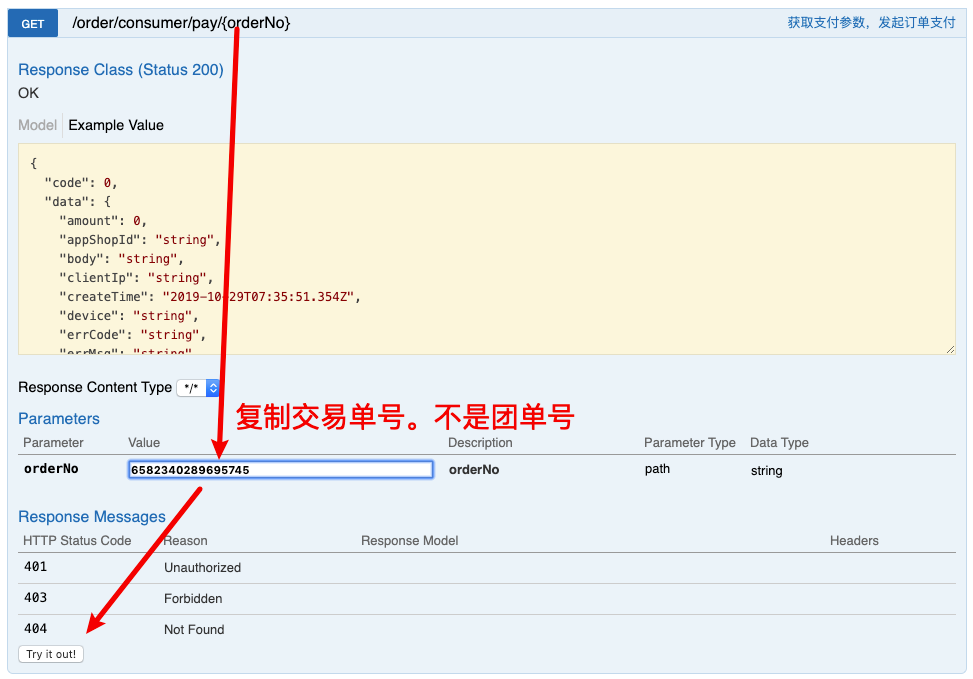 GET /order/consumer/pay/{orderNo} 获取支付参数，发起订单支付
Response Class (Status 200)
OK
Model Example Value
{
"code": 0,
"data": {
"amount": 0,
"appShopId": "string",
"body": "string",
"clientIp": "string",
"createTime": "2019-10-29T07:35:51.354Z",
"device": "string",
"errCode": "string",
"errMsg": "string"
Response Content Type */*
复制交易单号。不是团单号
Parameters
Parameter Value Description Parameter Type Data Type
orderNo 6582340289695745 orderNo path string
Response Messages
HTTP Status Code Reason Response Model Headers
401 Unauthorized
403 Forbidden
404 Not Found
Try it out!